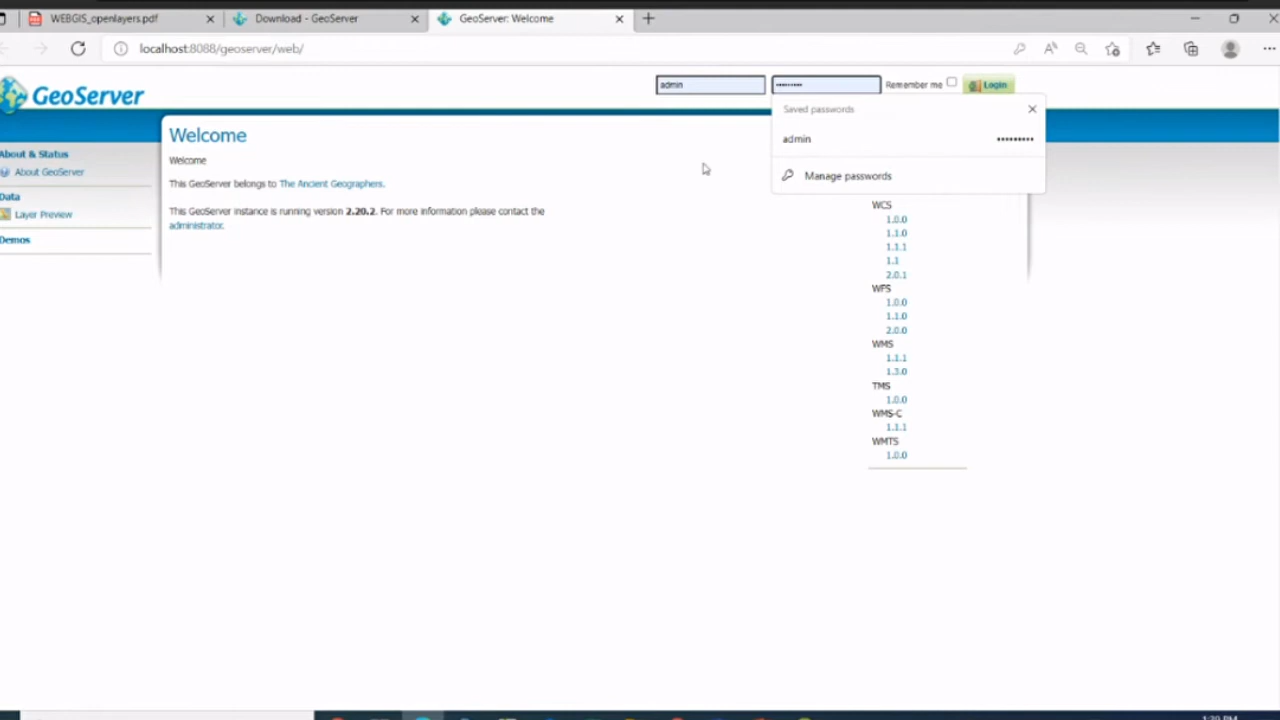 WEBGIS_openlayers.pdf
Download - GeoServer
GeoServer: Welcome
localhost:8088/geoserver/web/
GeoServer
admin
Remember me
Login
Saved passwords
admin
Manage passwords
About & Status
About GeoServer
Data
Layer Preview
Demos
Welcome
Welcome
This GeoServer belongs to The Ancient Geographers.
This GeoServer instance is running version 2.20.2. For more information please contact the
administrator.
WCS
1.0.0
1.1.0
1.1.1
1.1
2.0.1
WFS
1.0.0
1.1.0
2.0.0
WMS
1.1.1
1.3.0
TMS
1.0.0
WMS-C
1.1.1
WMTS
1.0.0